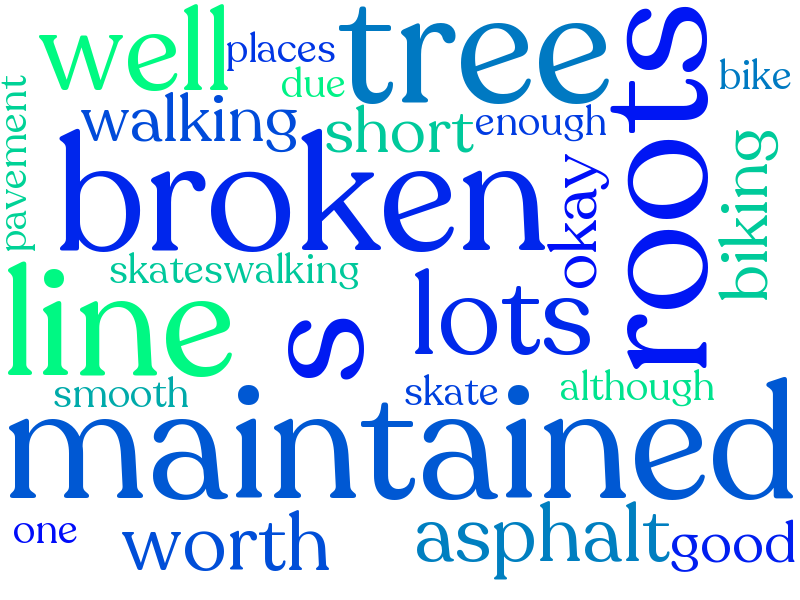 well
places
tree
roots
bike
due
pavement
walking
short
enough
broken
okay
biking
skateswalking
line
lots
s
smooth
skate
although
maintained
one
worth
asphalt
good